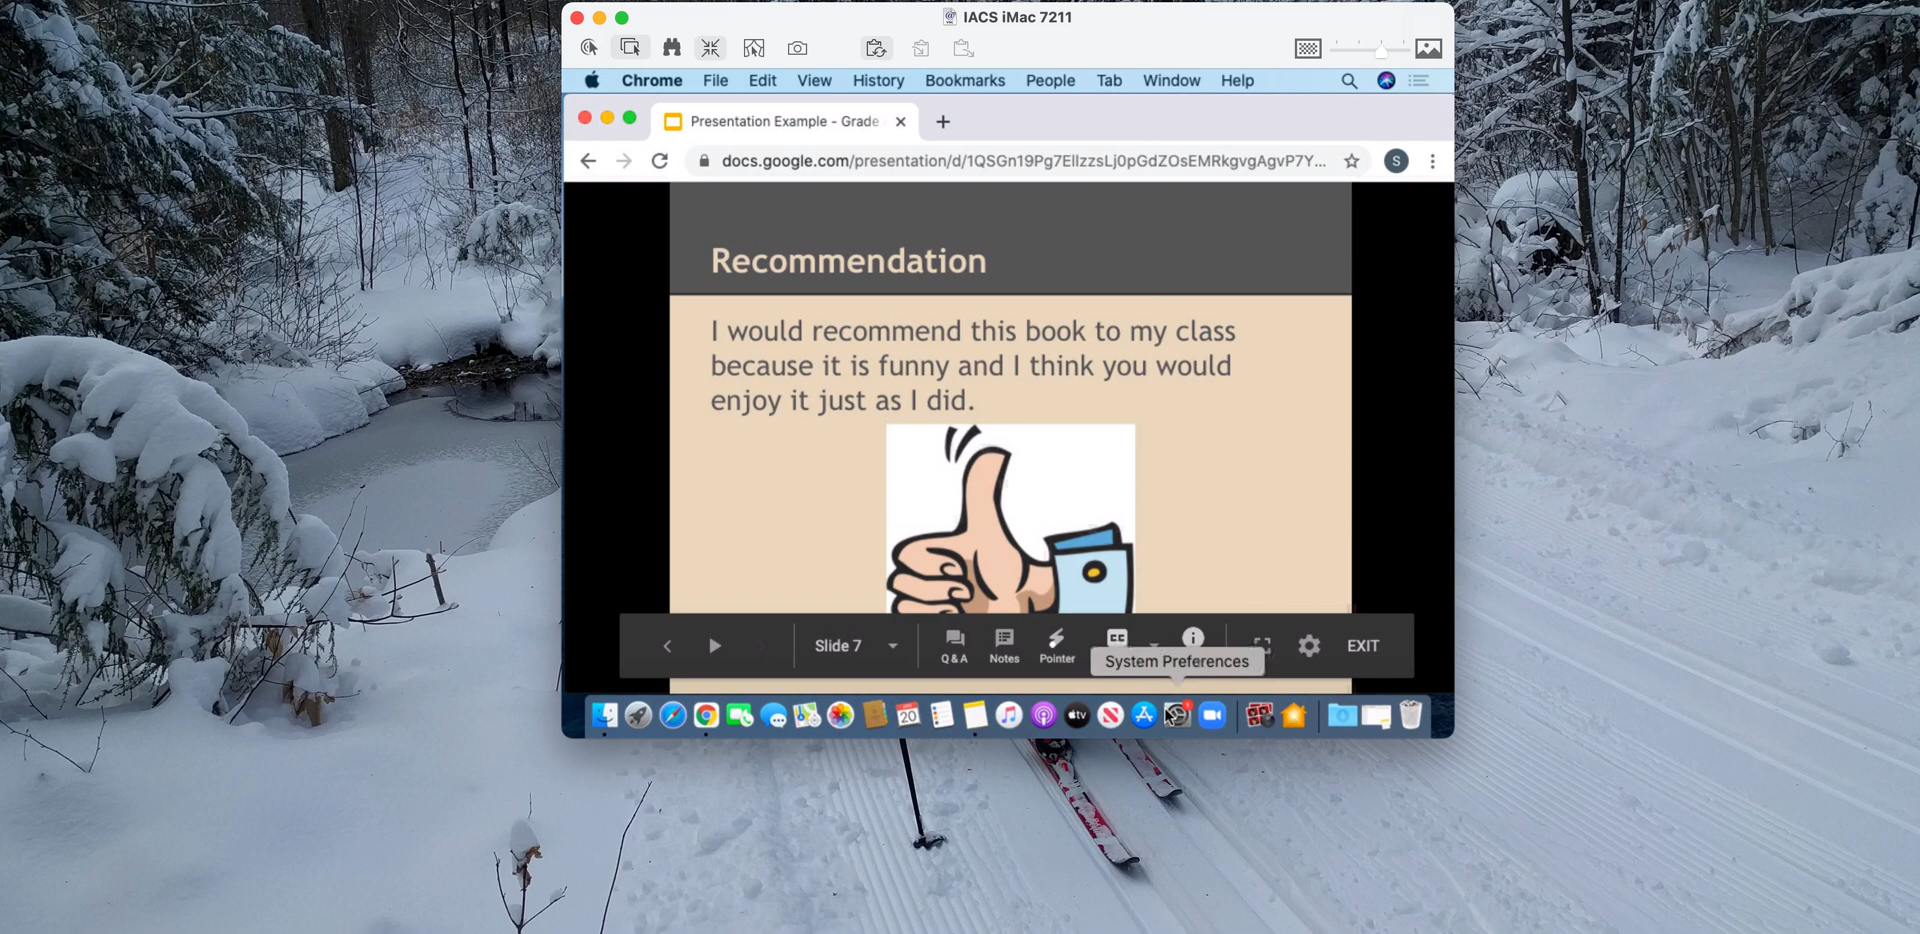 IACS iMac 7211
Chrome File Edit View History Bookmarks People Tab Window Help
Presentation Example - Grade
docs.google.com/presentation/d/1QSGn19Pg7EllzzsLj0pGdZOsEMRkgvgAgvP7Y... S
Recommendation
I would recommend this book to my class
because it is funny and I think you would
enjoy it just as I did.
Slide 7 Q & A Notes Pointer CC EXIT
System Preferences
20 tv